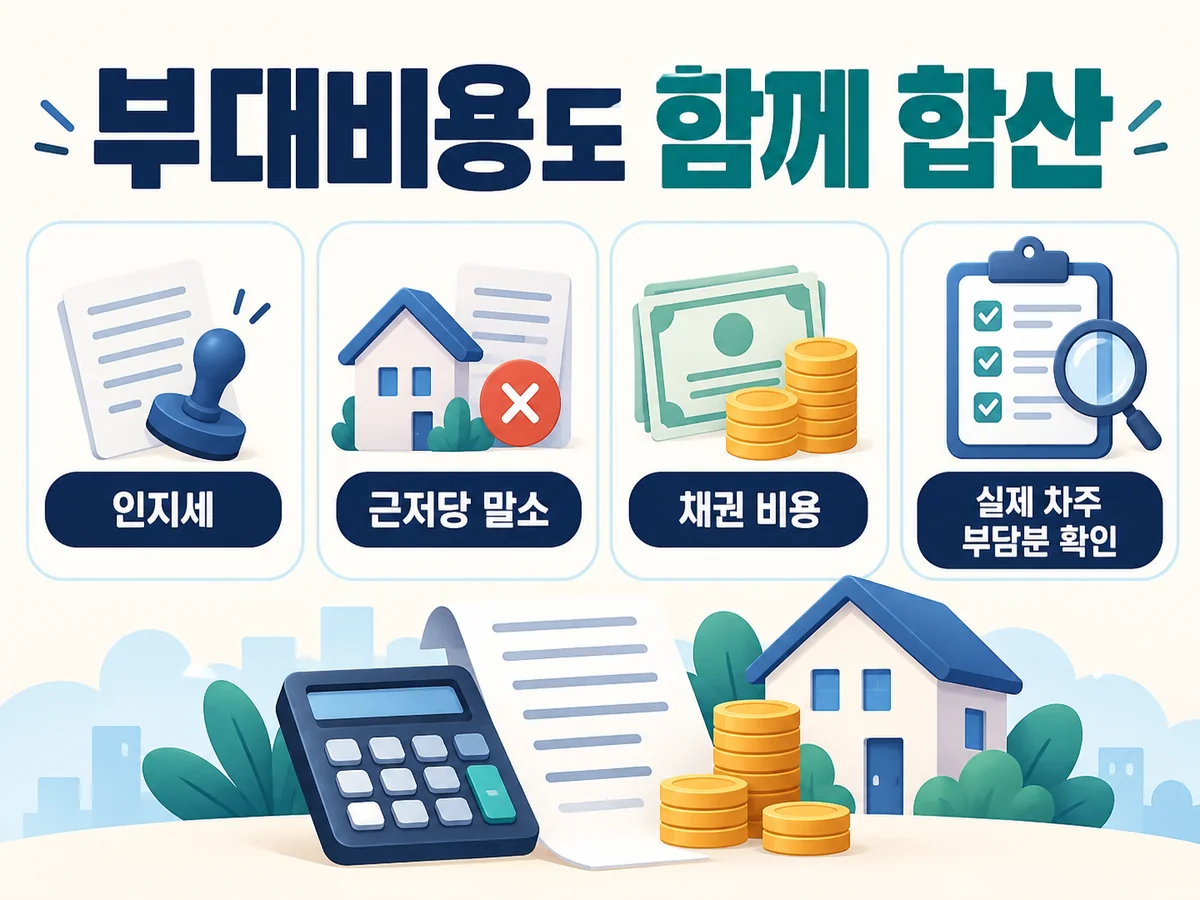 부대비용도 함께 합산
인지세
근저당 말소
채권 비용
실제 차주
부담분 확인